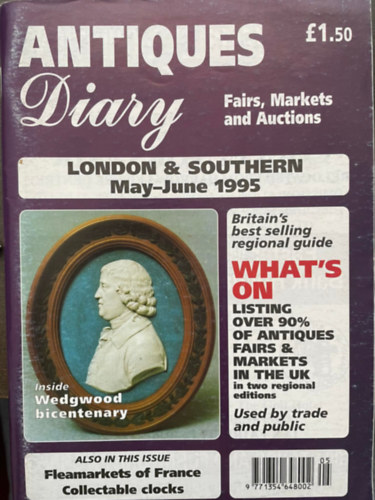 ANTIQUES
Diary
£1.50
Fairs, Markets
and Auctions
LONDON & SOUTHERN
May–June 1995
Inside
Wedgwood
bicentenary
Britain's
best selling
regional guide
WHAT'S
ON
LISTING
OVER 90%
OF ANTIQUES
FAIRS &
MARKETS
IN THE UK
in two regional
editions
Used by trade
and public
ALSO IN THIS ISSUE
Fleamarkets of France
Collectable clocks
05
9 771354 648002